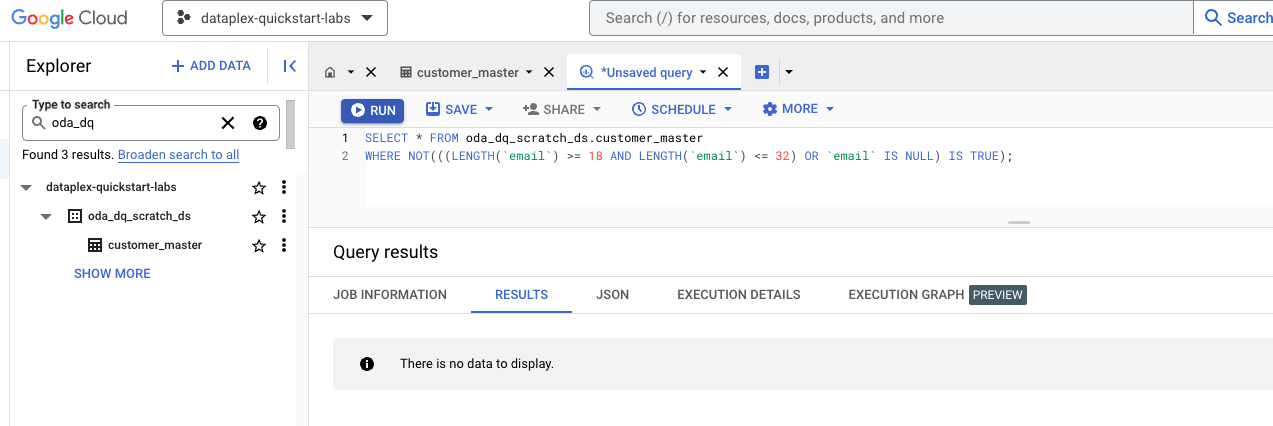 Google Cloud
dataplex-quickstart-labs
Search (/) for resources, docs, products, and more
Search
Explorer
+ ADD DATA
Type to search
oda_dq
Found 3 results. Broaden search to all
dataplex-quickstart-labs
oda_dq_scratch_ds
customer_master
SHOW MORE
customer_master
*Unsaved query
RUN
SAVE
SHARE
SCHEDULE
MORE
1 SELECT * FROM oda_dq_scratch_ds.customer_master
2 WHERE NOT(((LENGTH(`email`) >= 18 AND LENGTH(`email`) <= 32) OR `email` IS NULL) IS TRUE);
Query results
JOB INFORMATION
RESULTS
JSON
EXECUTION DETAILS
EXECUTION GRAPH PREVIEW
There is no data to display.